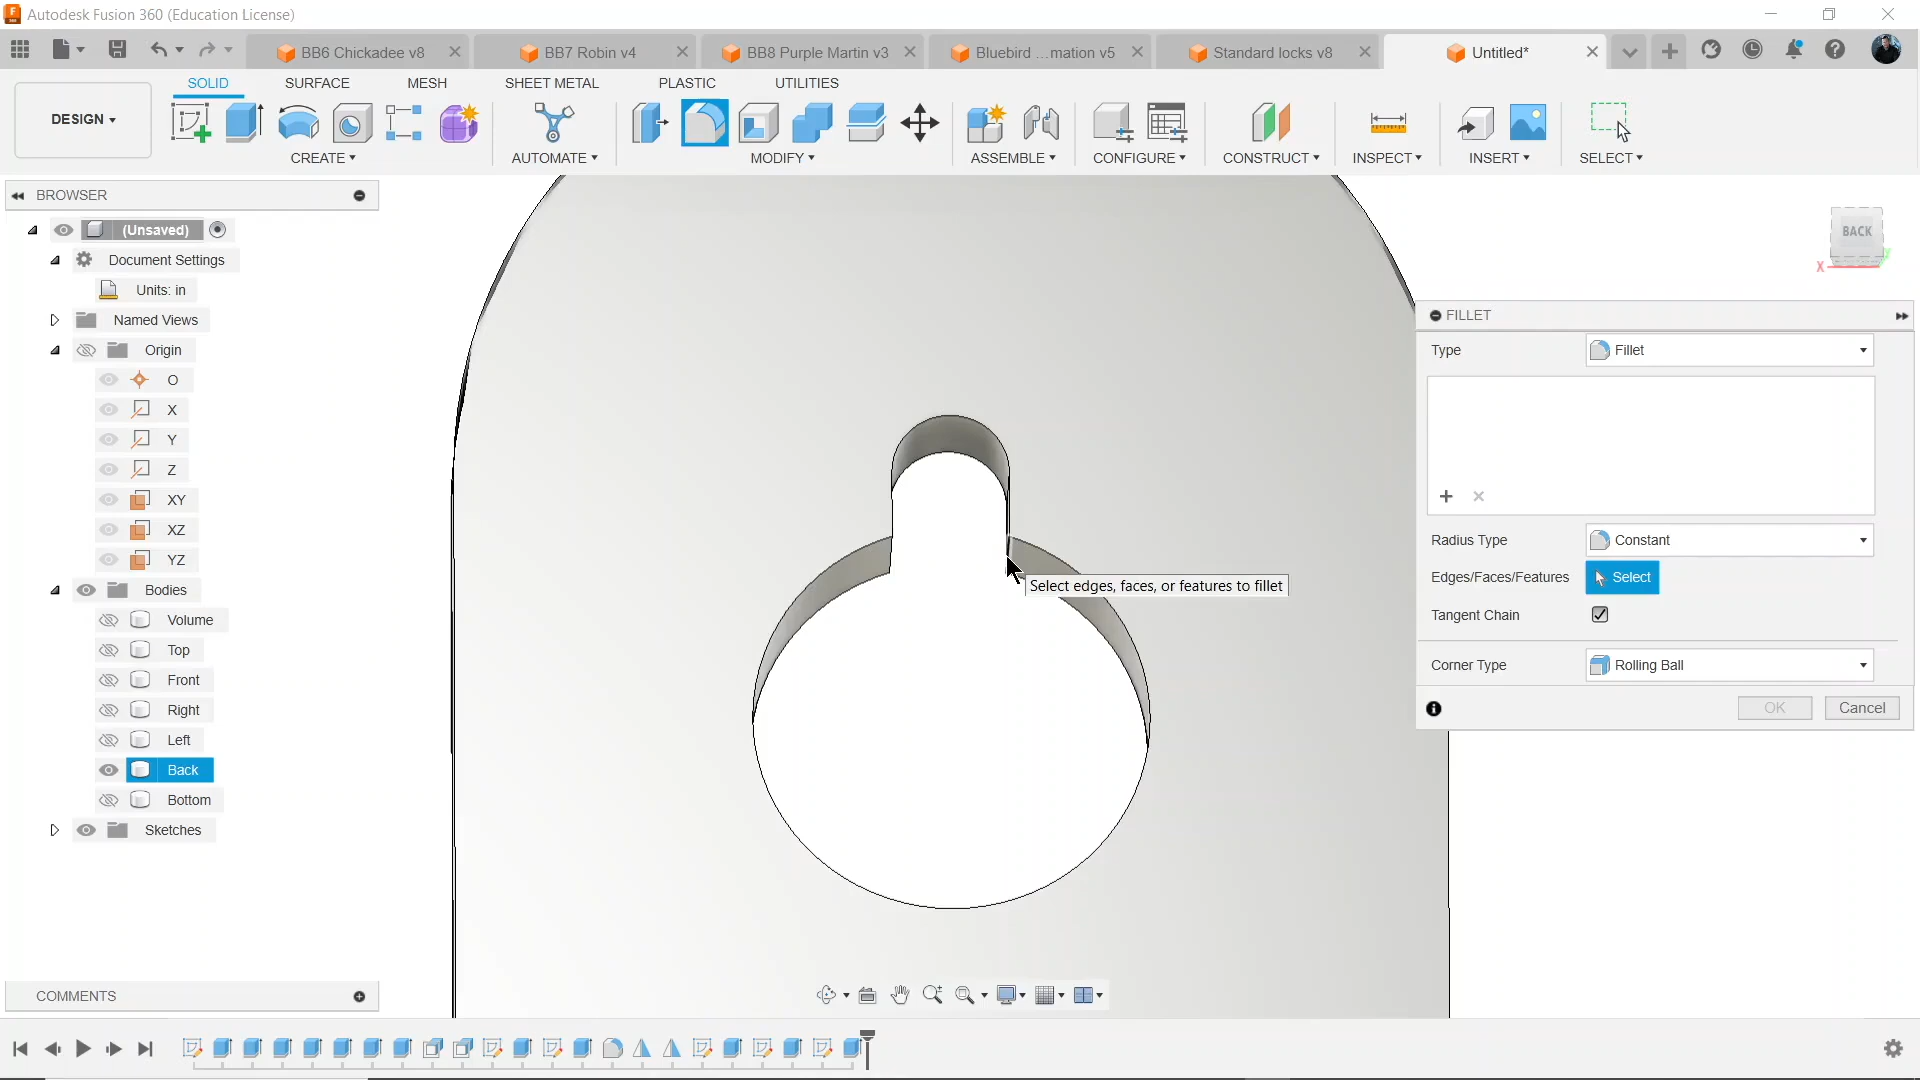 Autodesk Fusion 360 (Education License)
BB6 Chickadee v8
BB7 Robin v4
BB8 Purple Martin v3
Bluebird ...mation v5
Standard locks v8
Untitled*
SOLID
SURFACE
MESH
SHEET METAL
PLASTIC
UTILITIES
DESIGN
CREATE
AUTOMATE
MODIFY
ASSEMBLE
CONFIGURE
CONSTRUCT
INSPECT
INSERT
SELECT
BROWSER
(Unsaved)
Document Settings
Units: in
Named Views
Origin
O
X
Y
Z
XY
XZ
YZ
Bodies
Volume
Top
Front
Right
Left
Back
Bottom
Sketches
BACK
X
Select edges, faces, or features to fillet
FILLET
Type Fillet
Radius Type Constant
Edges/Faces/Features Select
Tangent Chain
Corner Type Rolling Ball
OK Cancel
COMMENTS